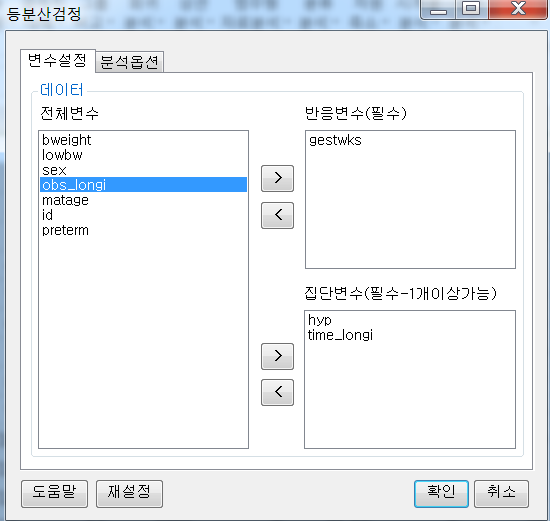 등분산검정
변수설정 분석옵션
데이터
전체변수
bweight
lowbw
sex
obs_longi
matage
id
preterm
>
<
반응변수(필수)
gestwks
집단변수(필수-1개이상가능)
>
<
hyp
time_longi
도움말 재설정 확인 취소